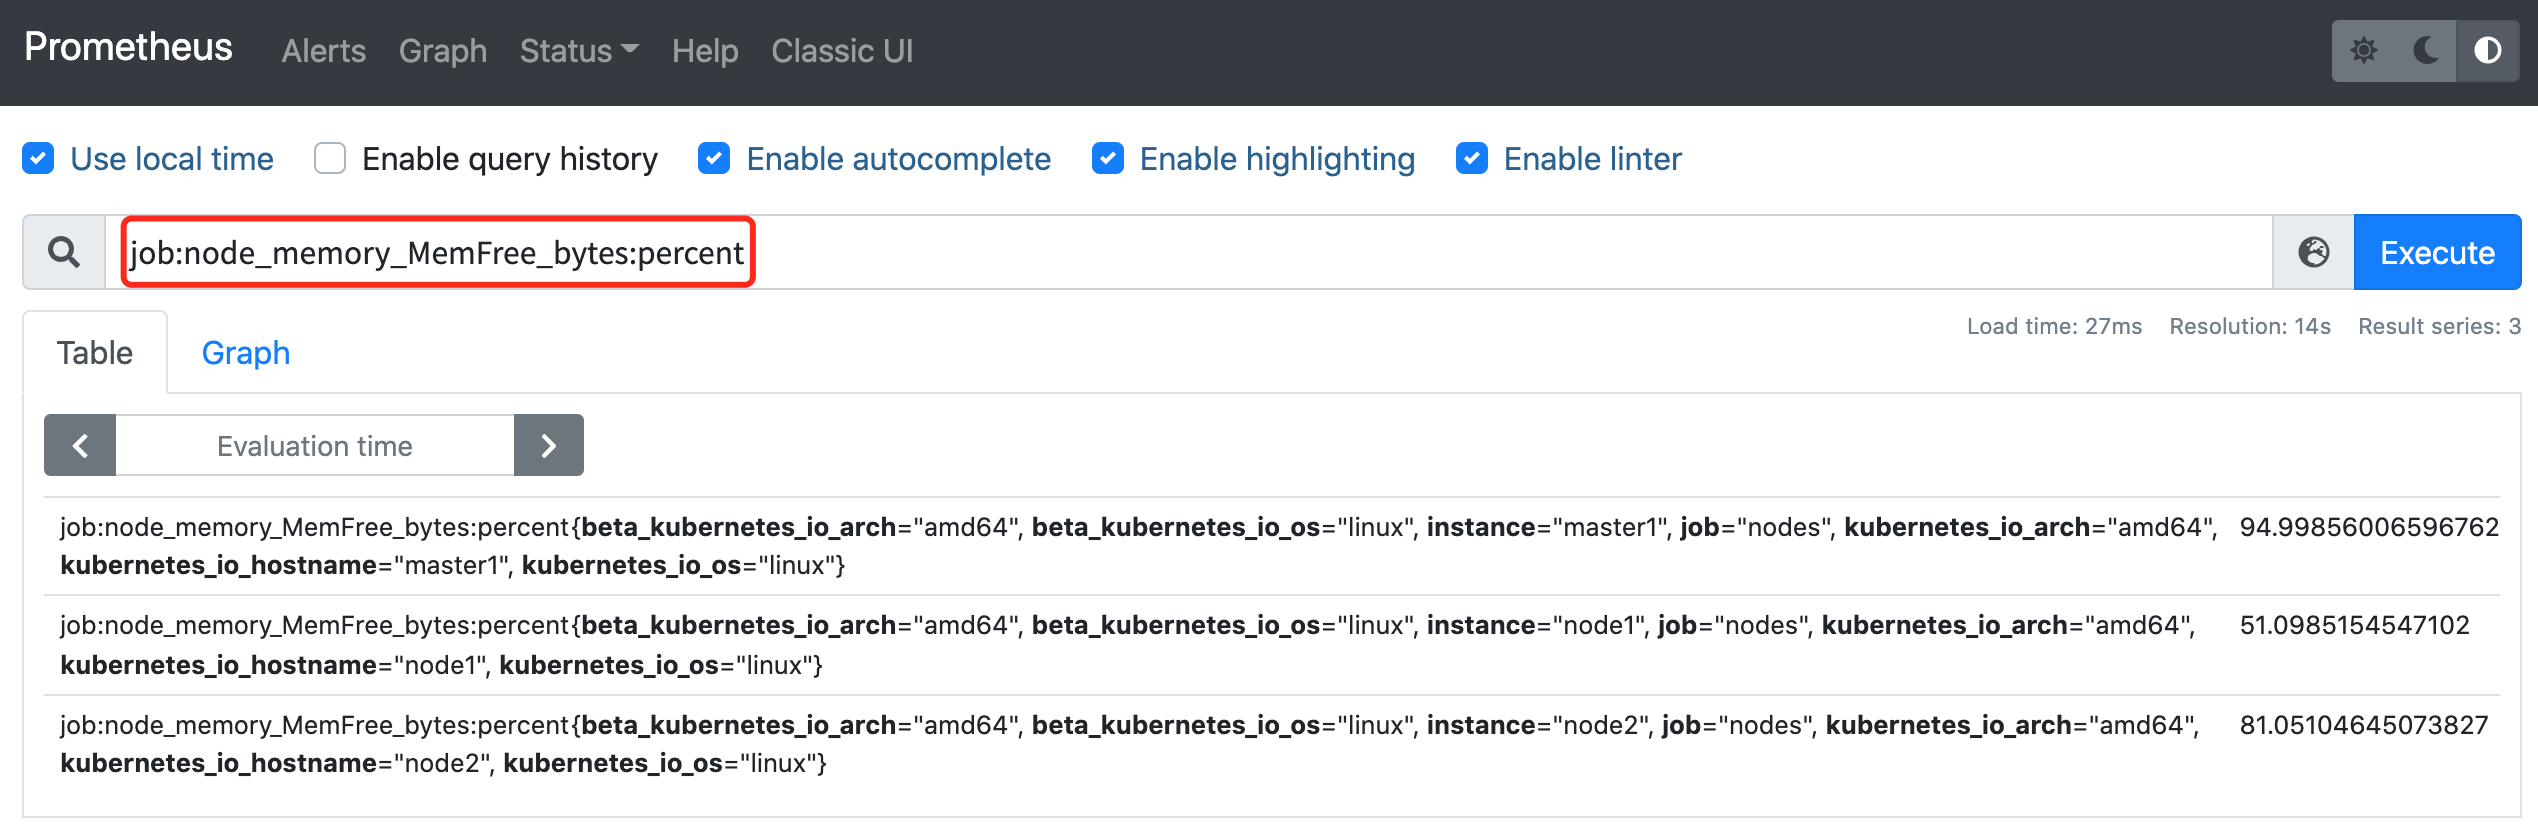 Prometheus Alerts Graph Status Help Classic UI
Use local time Enable query history Enable autocomplete Enable highlighting Enable linter
job:node_memory_MemFree_bytes:percent Execute
Load time: 27ms Resolution: 14s Result series: 3
Table Graph
Evaluation time
job:node_memory_MemFree_bytes:percent{beta_kubernetes_io_arch="amd64", beta_kubernetes_io_os="linux", instance="master1", job="nodes", kubernetes_io_arch="amd64", 94.99856006596762
kubernetes_io_hostname="master1", kubernetes_io_os="linux"}
job:node_memory_MemFree_bytes:percent{beta_kubernetes_io_arch="amd64", beta_kubernetes_io_os="linux", instance="node1", job="nodes", kubernetes_io_arch="amd64", 51.0985154547102
kubernetes_io_hostname="node1", kubernetes_io_os="linux"}
job:node_memory_MemFree_bytes:percent{beta_kubernetes_io_arch="amd64", beta_kubernetes_io_os="linux", instance="node2", job="nodes", kubernetes_io_arch="amd64", 81.05104645073827
kubernetes_io_hostname="node2", kubernetes_io_os="linux"}